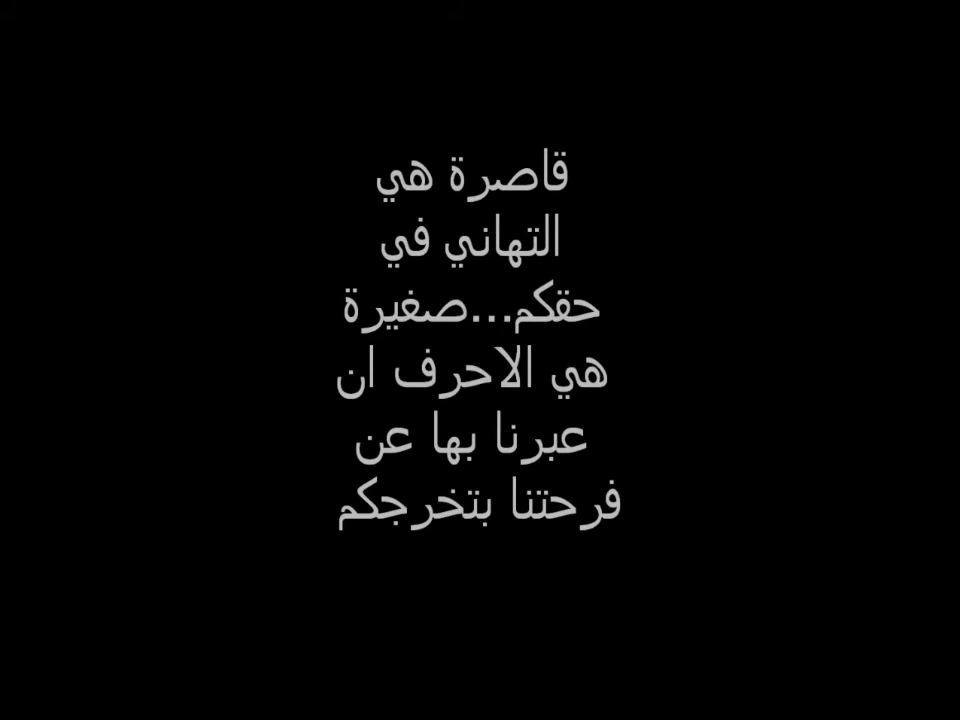 قاصرة هي
التهاني في
حقكم...صغيرة
هي الاحرف ان
عبرنا بها عن
فرحتنا بتخرجكم